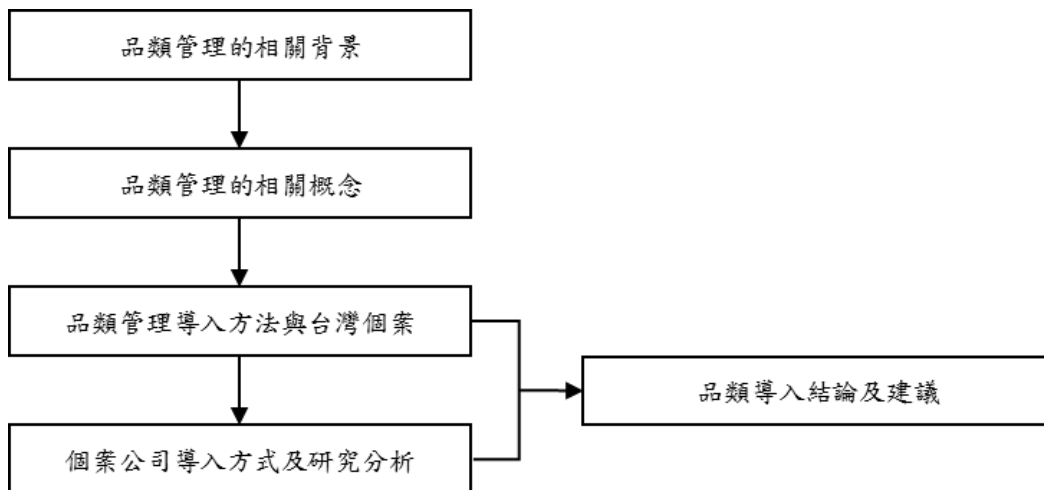 品類管理的相關背景
品類管理的相關概念
品類管理導入方法與台灣個案
品類導入結論及建議
個案公司導入方式及研究分析